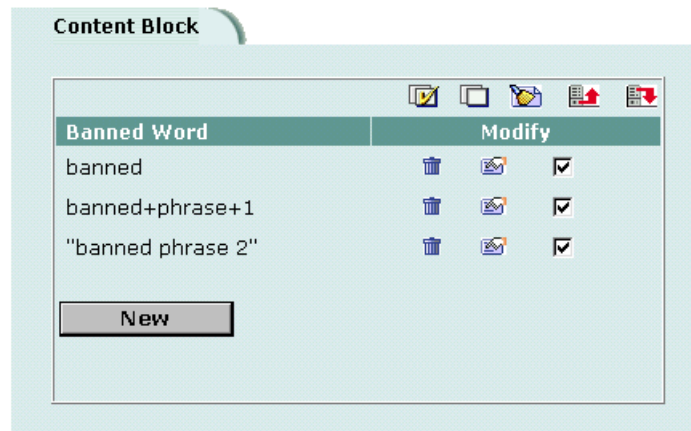 Content Block
Banned Word Modify
banned
banned+phrase+1
"banned phrase 2"
New